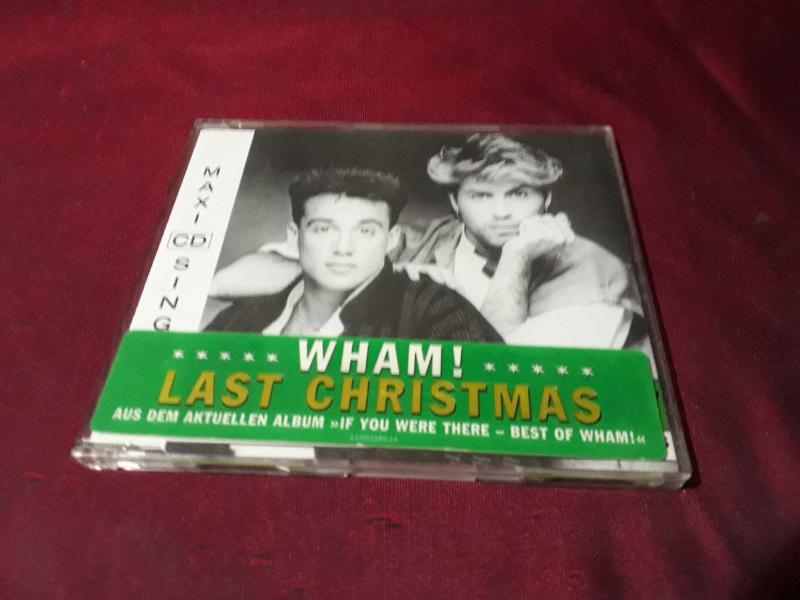 MAXI CD SING
***** WHAM! *****
LAST CHRISTMAS
AUS DEM AKTUELLEN ALBUM »IF YOU WERE THERE – BEST OF WHAM!«